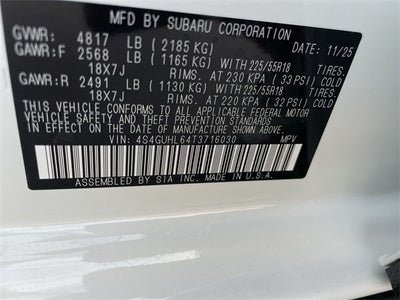 MFD BY SUBARU CORPORATION
GVWR: 4817 LB (2185 KG) DATE: 11/25
GAWR:F 2568 LB (1165 KG) WITH 225/55R18 TIRES.
18X7J RIMS. AT 230 KPA (33 PSI) COLD
GAWR:R 2491 LB (1130 KG) WITH 225/55R18 TIRES.
18X7J RIMS. AT 220 KPA (32 PSI) COLD
THIS VEHICLE CONFORMS TO ALL APPLICABLE FEDERAL MOTOR
VEHICLE SAFETY, BUMPER, AND THEFT PREVENTION STANDARDS IN
EFFECT ON THE DATE OF MANUFACTURE SHOWN ABOVE.
VIN: 4S4GUHL64T3716030 MPV
ASSEMBLED BY SIA INC. MADE IN U.S.A.